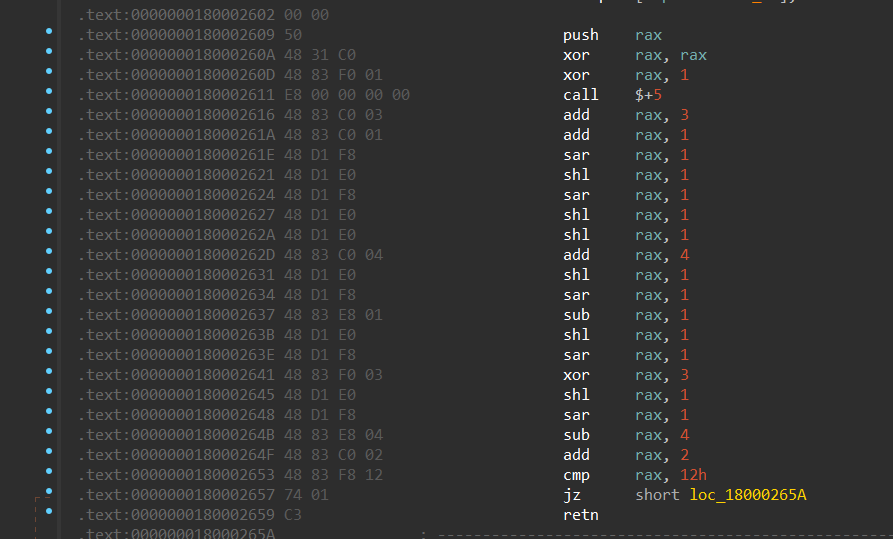 .text:0000000180002602 00 00
.text:0000000180002609 50 push rax
.text:000000018000260A 48 31 C0 xor rax, rax
.text:000000018000260D 48 83 F0 01 xor rax, 1
.text:0000000180002611 E8 00 00 00 00 call $+5
.text:0000000180002616 48 83 C0 03 add rax, 3
.text:000000018000261A 48 83 C0 01 add rax, 1
.text:000000018000261E 48 D1 F8 sar rax, 1
.text:0000000180002621 48 D1 E0 shl rax, 1
.text:0000000180002624 48 D1 F8 sar rax, 1
.text:0000000180002627 48 D1 E0 shl rax, 1
.text:000000018000262A 48 D1 E0 shl rax, 1
.text:000000018000262D 48 83 C0 04 add rax, 4
.text:0000000180002631 48 D1 E0 shl rax, 1
.text:0000000180002634 48 D1 F8 sar rax, 1
.text:0000000180002637 48 83 E8 01 sub rax, 1
.text:000000018000263B 48 D1 E0 shl rax, 1
.text:000000018000263E 48 D1 F8 sar rax, 1
.text:0000000180002641 48 83 F0 03 xor rax, 3
.text:0000000180002645 48 D1 E0 shl rax, 1
.text:0000000180002648 48 D1 F8 sar rax, 1
.text:000000018000264B 48 83 E8 04 sub rax, 4
.text:000000018000264F 48 83 C0 02 add rax, 2
.text:0000000180002653 48 83 F8 12 cmp rax, 12h
.text:0000000180002657 74 01 jz short loc_18000265A
.text:0000000180002659 C3 retn
.text:000000018000265A ; ---------------------------------------------------